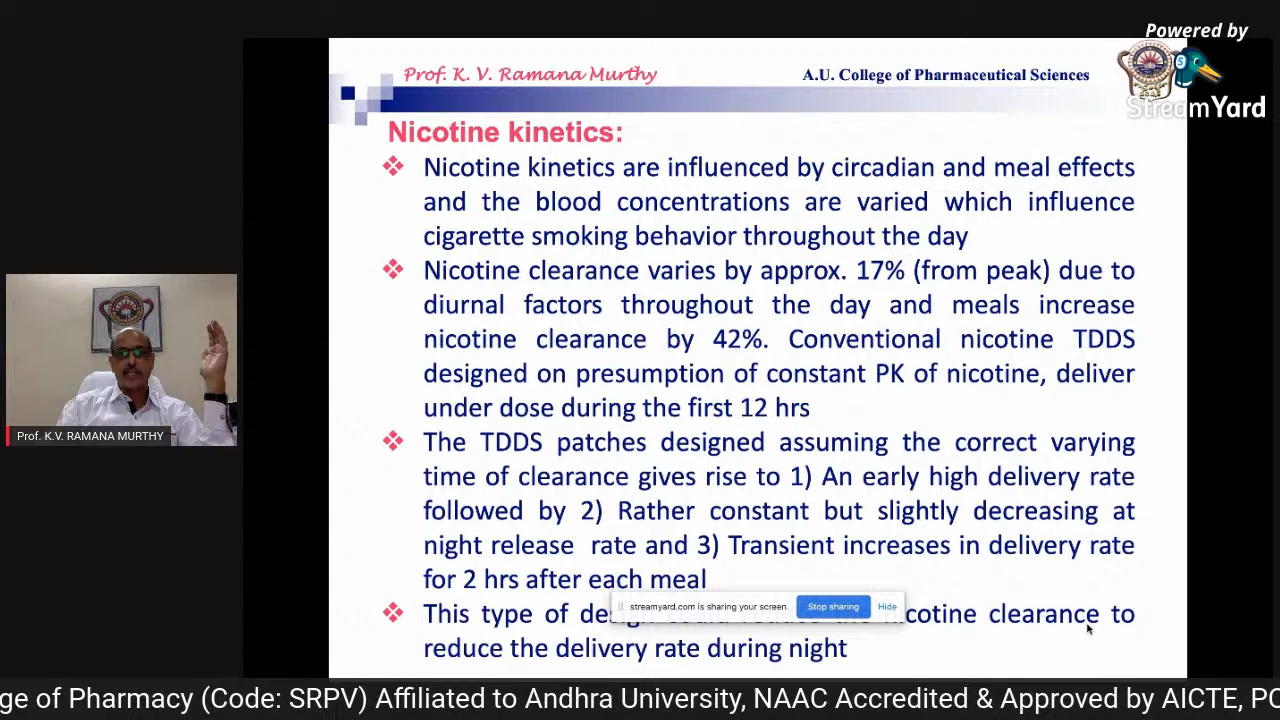 Powered by
StreamYard
Prof. K. V. Ramana Murthy
A.U. College of Pharmaceutical Sciences
Nicotine kinetics:
Nicotine kinetics are influenced by circadian and meal effects
and the blood concentrations are varied which influence
cigarette smoking behavior throughout the day
Nicotine clearance varies by approx. 17% (from peak) due to
diurnal factors throughout the day and meals increase
nicotine clearance by 42%. Conventional nicotine TDDS
designed on presumption of constant PK of nicotine, deliver
under dose during the first 12 hrs
The TDDS patches designed assuming the correct varying
time of clearance gives rise to 1) An early high delivery rate
followed by 2) Rather constant but slightly decreasing at
night release rate and 3) Transient increases in delivery rate
for 2 hrs after each meal
This type of nicotine clearance to
reduce the delivery rate during night
streamyard.com is sharing your screen. Stop sharing Hide
Prof. K.V. RAMANA MURTHY
ge of Pharmacy (Code: SRPV) Affiliated to Andhra University, NAAC Accredited & Approved by AICTE, PC